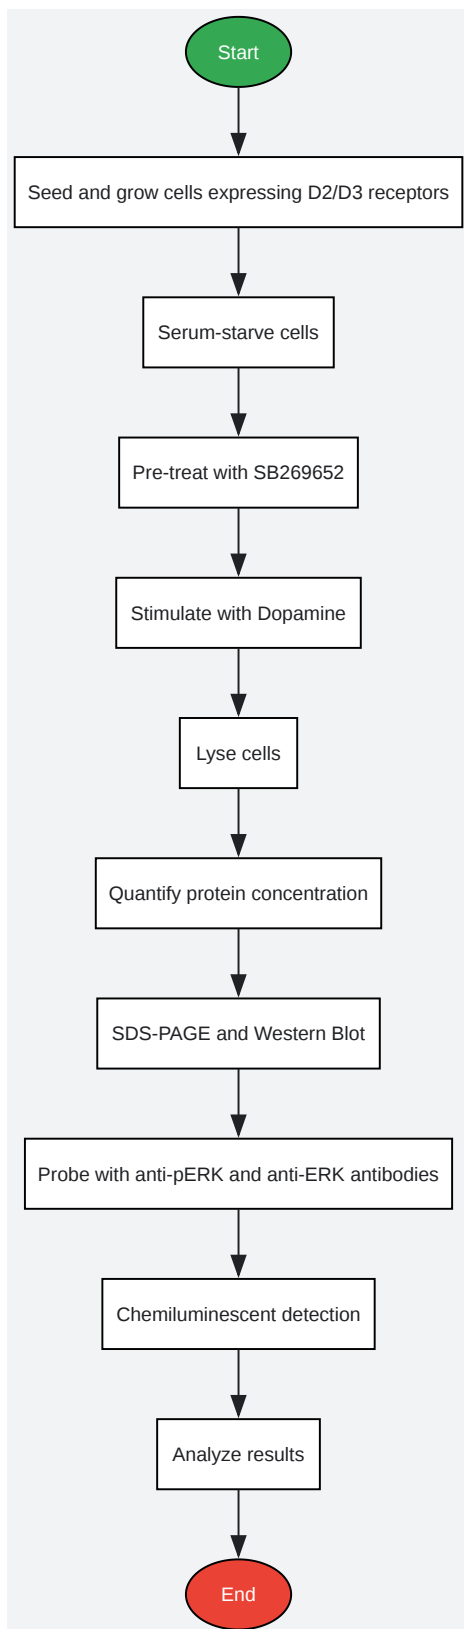 Start
Seed and grow cells expressing D2/D3 receptors
Serum-starve cells
Pre-treat with SB269652
Stimulate with Dopamine
Lyse cells
Quantify protein concentration
SDS-PAGE and Western Blot
Probe with anti-pERK and anti-ERK antibodies
Chemiluminescent detection
Analyze results
End